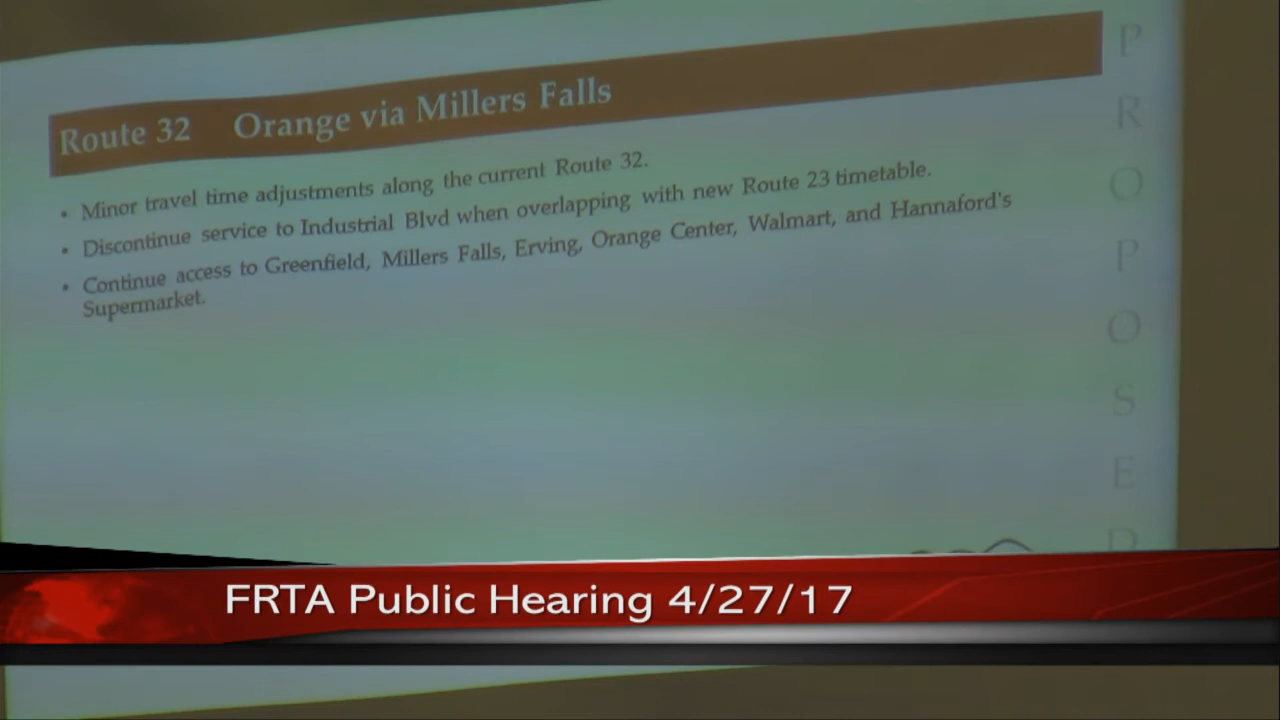 Route 32 Orange via Millers Falls
• Minor travel time adjustments along the current Route 32.
• Discontinue service to Industrial Blvd when overlapping with new Route 23 timetable.
• Continue access to Greenfield, Millers Falls, Erving, Orange Center, Walmart, and Hannaford's
Supermarket.
P
R
O
P
O
S
E
D
FRTA Public Hearing 4/27/17